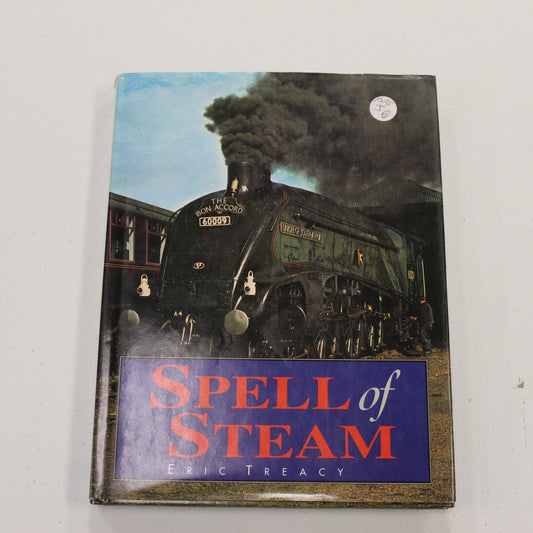 THE
BON ACCORD
60009
SPELL of
STEAM
ERIC TREACY